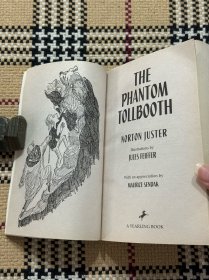 THE
PHANTOM
TOLLBOOTH
NORTON JUSTER
Illustrations by
JULES FEIFFER
With an appreciation by
MAURICE SENDAK
A YEARLING BOOK